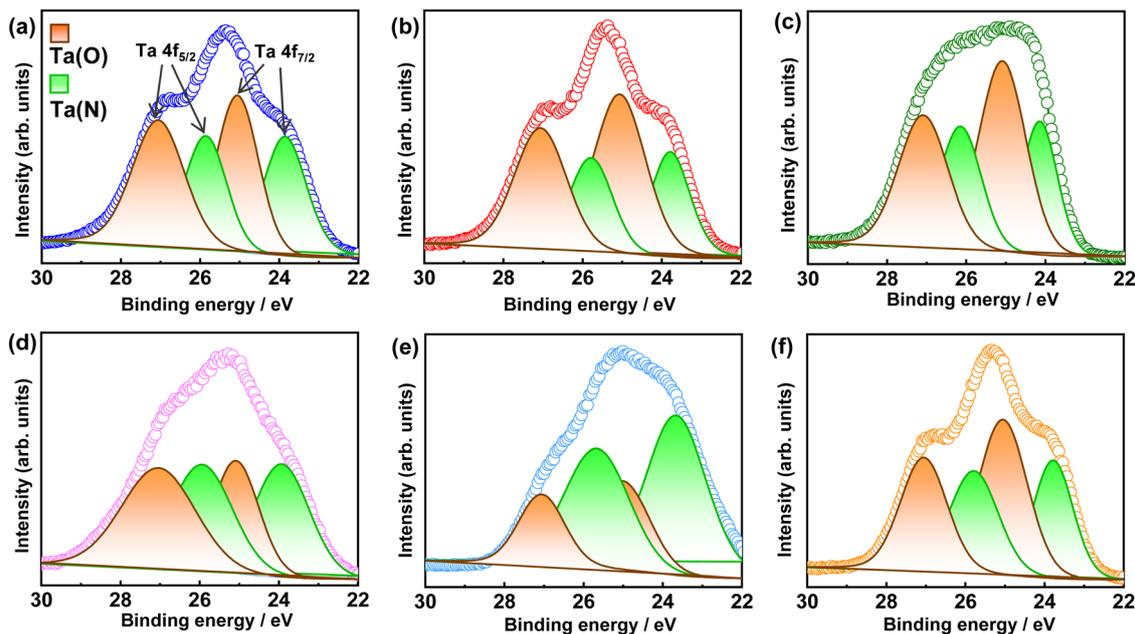 (a)
Ta(O)
Ta(N)
Ta 4f5/2
Ta 4f7/2
Intensity (arb. units)
30 28 26 24 22
Binding energy / eV
(b)
Intensity (arb. units)
30 28 26 24 22
Binding energy / eV
(c)
Intensity (arb. units)
30 28 26 24 22
Binding energy / eV
(d)
Intensity (arb. units)
30 28 26 24 22
Binding energy / eV
(e)
Intensity (arb. units)
30 28 26 24 22
Binding energy / eV
(f)
Intensity (arb. units)
30 28 26 24 22
Binding energy / eV